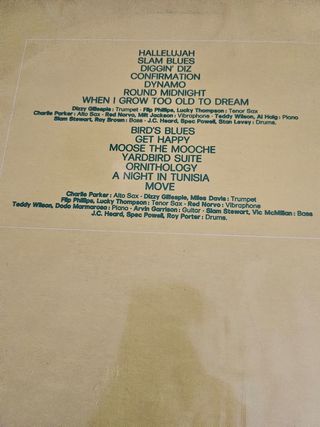 HALLELUJAH
SLAM BLUES
DIGGIN' DIZ
CONFIRMATION
DYNAMO
ROUND MIDNIGHT
WHEN I GROW TOO OLD TO DREAM
Dizzy Gillespie : Trumpet - Flip Phillips, Lucky Thompson : Tenor Sax
Charlie Parker : Alto Sax - Red Norvo, Milt Jackson : Vibraphone - Teddy Wilson, Al Haig : Piano
Slam Stewart, Ray Brown : Bass - J.C. Heard, Spec Powell, Stan Levey : Drums.
BIRD'S BLUES
GET HAPPY
MOOSE THE MOOCHE
YARDBIRD SUITE
ORNITHOLOGY
A NIGHT IN TUNISIA
MOVE
Charlie Parker : Alto Sax - Dizzy Gillespie, Miles Davis : Trumpet
Flip Phillips, Lucky Thompson : Tenor Sax - Red Norvo : Vibraphone
Teddy Wilson, Dodo Marmarosa : Piano - Arvin Garrison : Guitar - Slam Stewart, Vic McMillan : Bass
J.C. Heard, Spec Powell, Roy Porter : Drums.